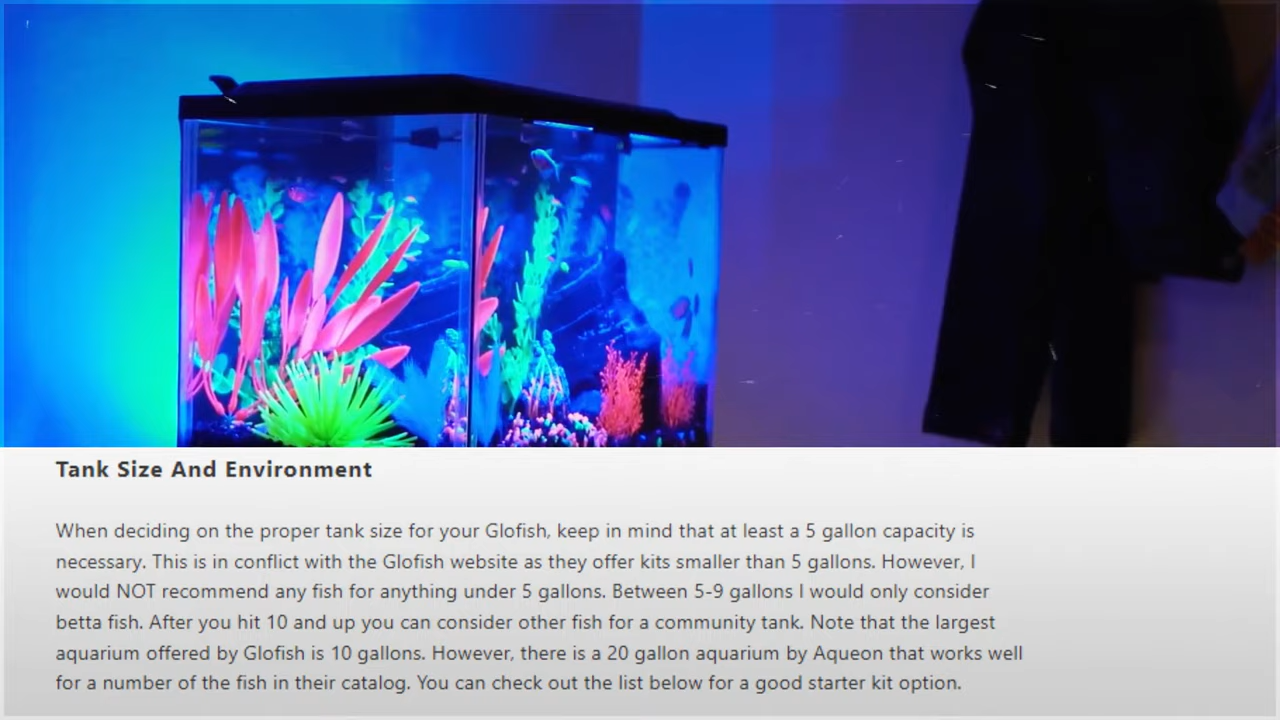 Tank Size And Environment
When deciding on the proper tank size for your Glofish, keep in mind that at least a 5 gallon capacity is
necessary. This is in conflict with the Glofish website as they offer kits smaller than 5 gallons. However, I
would NOT recommend any fish for anything under 5 gallons. Between 5-9 gallons I would only consider
betta fish. After you hit 10 and up you can consider other fish for a community tank. Note that the largest
aquarium offered by Glofish is 10 gallons. However, there is a 20 gallon aquarium by Aqueon that works well
for a number of the fish in their catalog. You can check out the list below for a good starter kit option.